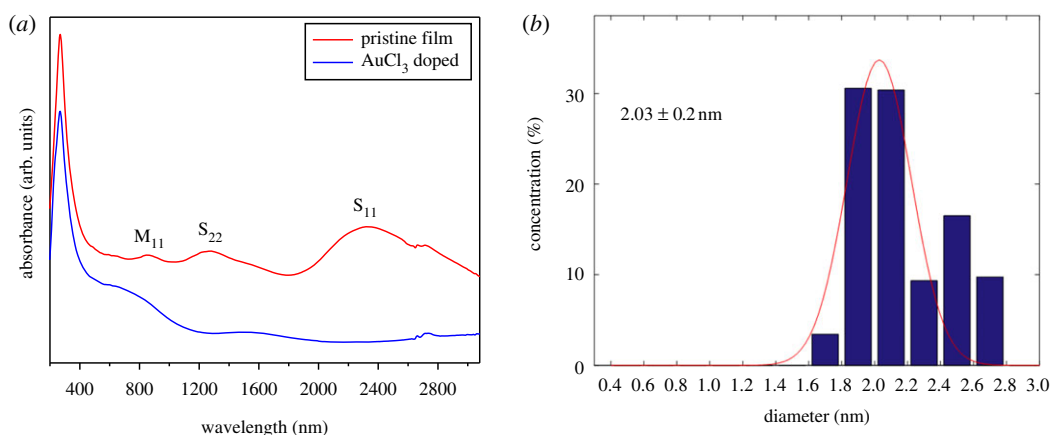 (a)
pristine film
AuCl3 doped
M11
S22
S11
absorbance (arb. units)
400 800 1200 1600 2000 2400 2800
wavelength (nm)
(b)
2.03 ± 0.2 nm
concentration (%)
30
20
10
0
0.4 0.6 0.8 1.0 1.2 1.4 1.6 1.8 2.0 2.2 2.4 2.6 2.8 3.0
diameter (nm)